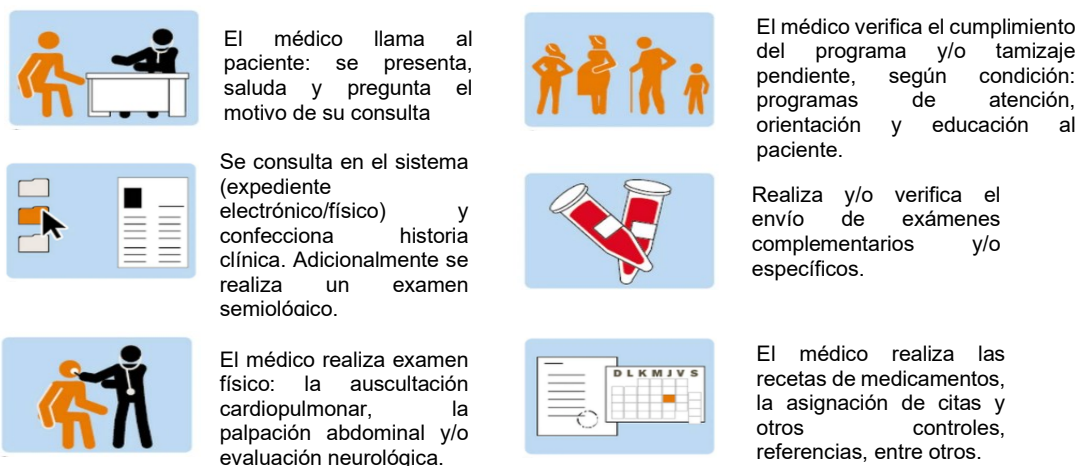 El médico llama al
paciente: se presenta,
saluda y pregunta el
motivo de su consulta
Se consulta en el sistema
(expediente
electrónico/físico) y
confecciona historia
clínica. Adicionalmente se
realiza un examen
semiológico.
El médico realiza examen
físico: la auscultación
cardiopulmonar, la
palpación abdominal y/o
evaluación neurológica.
El médico verifica el cumplimiento
del programa y/o tamizaje
pendiente, según condición:
programas de atención,
orientación y educación al
paciente.
Realiza y/o verifica el
envío de exámenes
complementarios y/o
específicos.
D L K M J V S
El médico realiza las
recetas de medicamentos,
la asignación de citas y
otros controles,
referencias, entre otros.